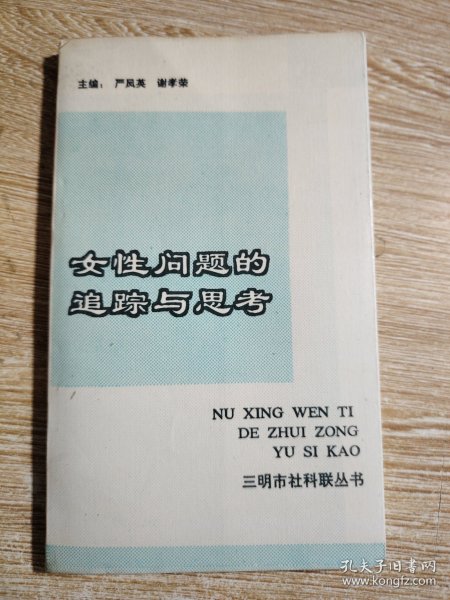 主编： 严凤英 谢孝荣
女性问题的
追踪与思考
NU XING WEN TI
DE ZHUI ZONG
YU SI KAO
三明市社科联丛书
孔夫子旧书网
www.kongfz.com